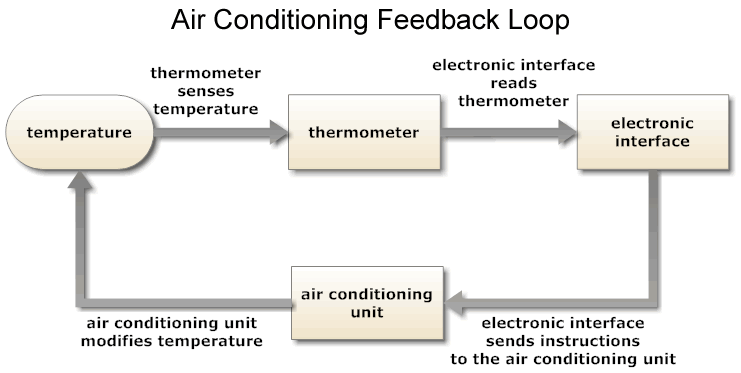 Air Conditioning Feedback Loop
thermometer
senses
temperature
electronic interface
reads
thermometer
temperature
thermometer
electronic
interface
air conditioning
unit
air conditioning unit
modifies temperature
electronic interface
sends instructions
to the air conditioning unit